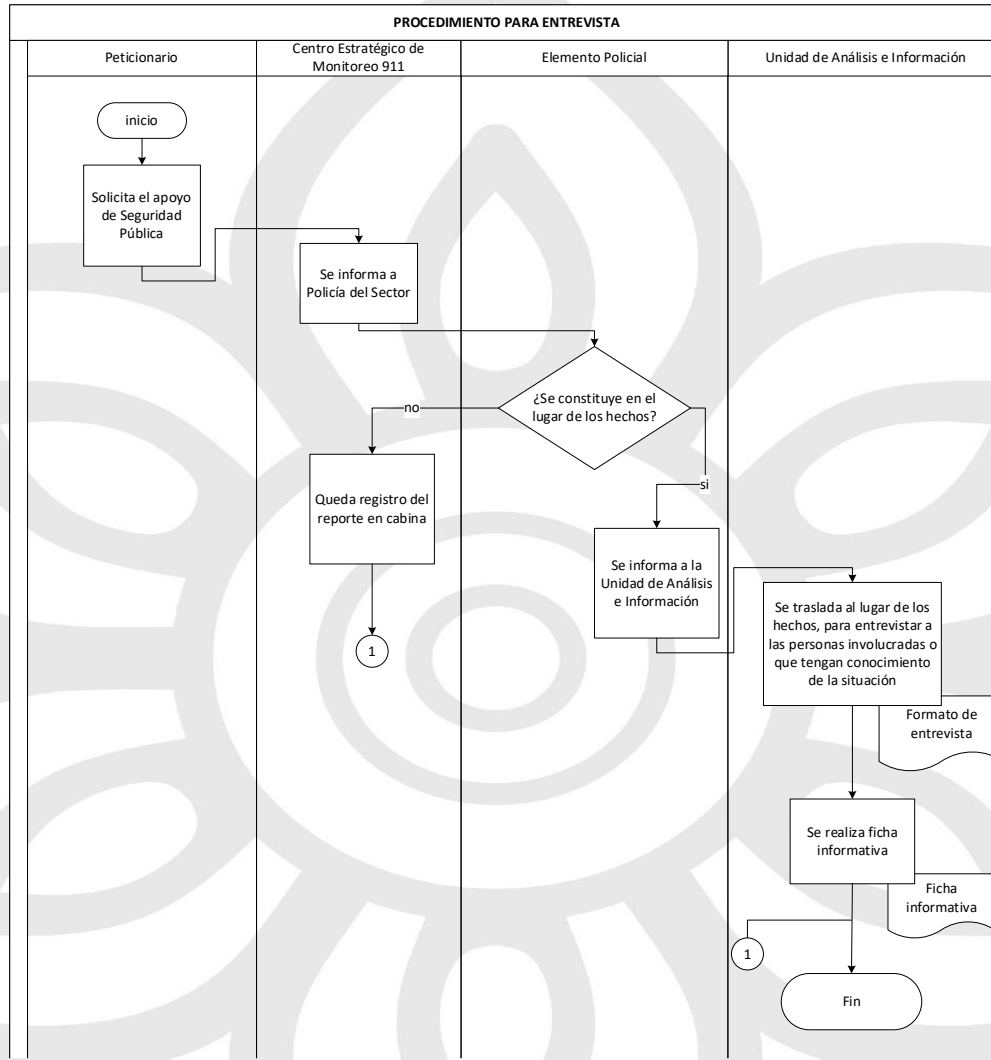 PROCEDIMIENTO PARA ENTREVISTA
Peticionario
Centro Estratégico de
Monitoreo 911
Elemento Policial
Unidad de Análisis e Información
inicio
Solicita el apoyo
de Seguridad
Pública
Se informa a
Policía del Sector
¿Se constituye en el
lugar de los hechos?
no
si
Queda registro del
reporte en cabina
1
Se informa a la
Unidad de Análisis
e Información
Se traslada al lugar de los
hechos, para entrevistar a
las personas involucradas o
que tengan conocimiento
de la situación
Formato de
entrevista
Se realiza ficha
informativa
Ficha
informativa
1
Fin